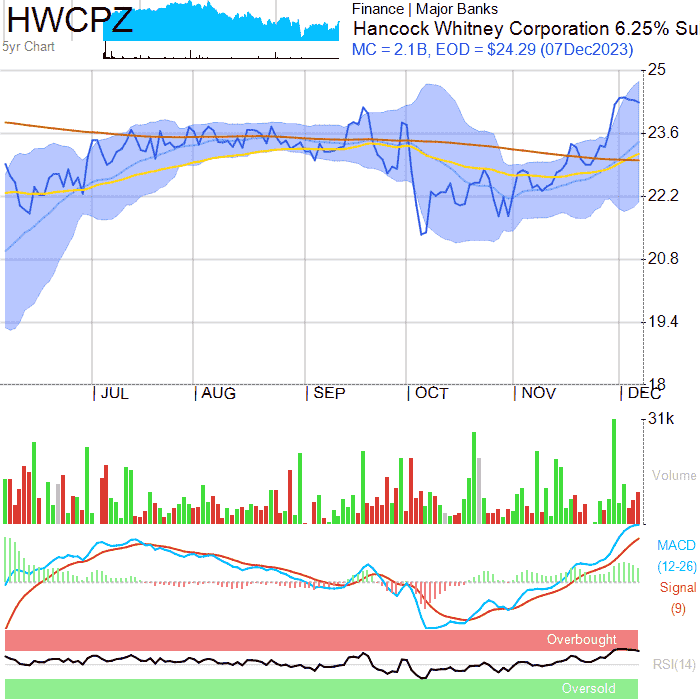 HWCPZ
5yr Chart
Finance | Major Banks
Hancock Whitney Corporation 6.25% Su
MC = 2.1B, EOD = $24.29 (07Dec2023)
25
23.6
22.2
20.8
19.4
18
JUL AUG SEP OCT NOV DEC
31k
Volume
MACD
(12-26)
Signal
(9)
Overbought
RSI(14)
Oversold